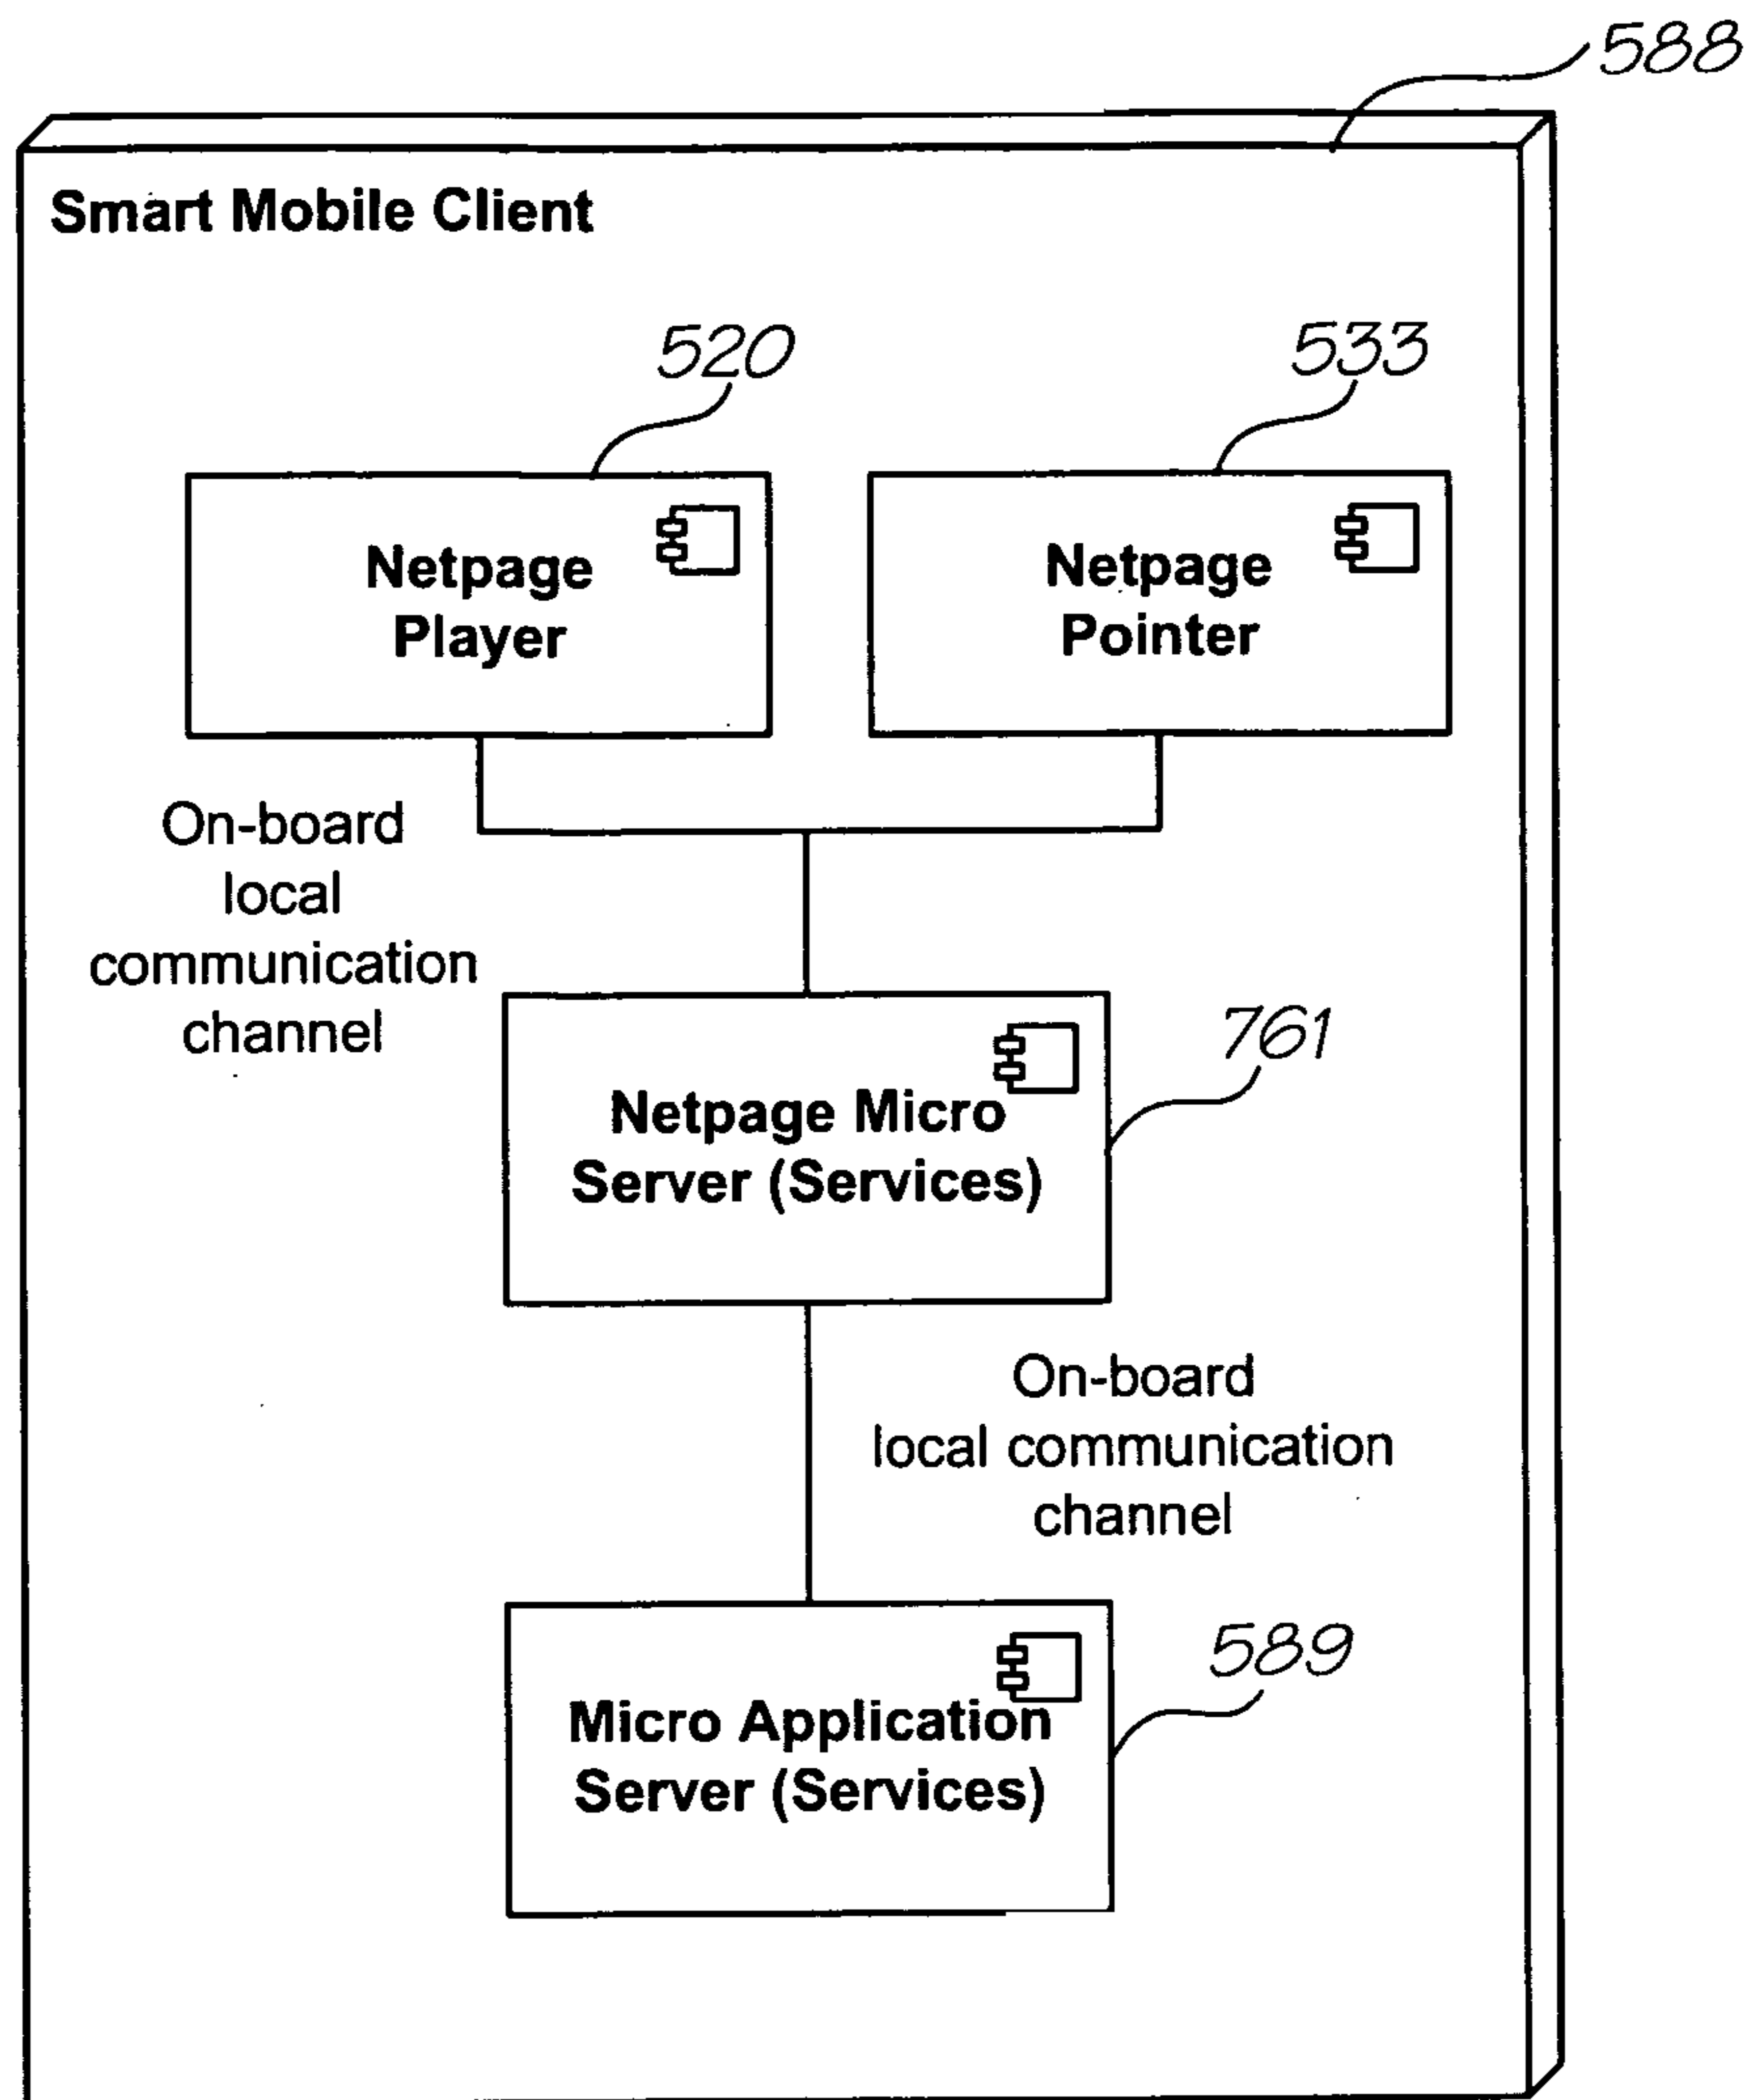 588
Smart Mobile Client
520
533
Netpage
Player
Netpage
Pointer
On-board
local
communication
channel
761
Netpage Micro
Server (Services)
On-board
local communication
channel
589
Micro Application
Server (Services)